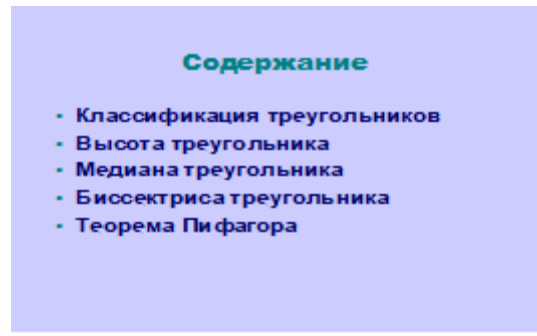 Содержание
Классификация треугольников
Высота треугольника
Медиана треугольника
Биссектриса треугольника
Теорема Пифагора